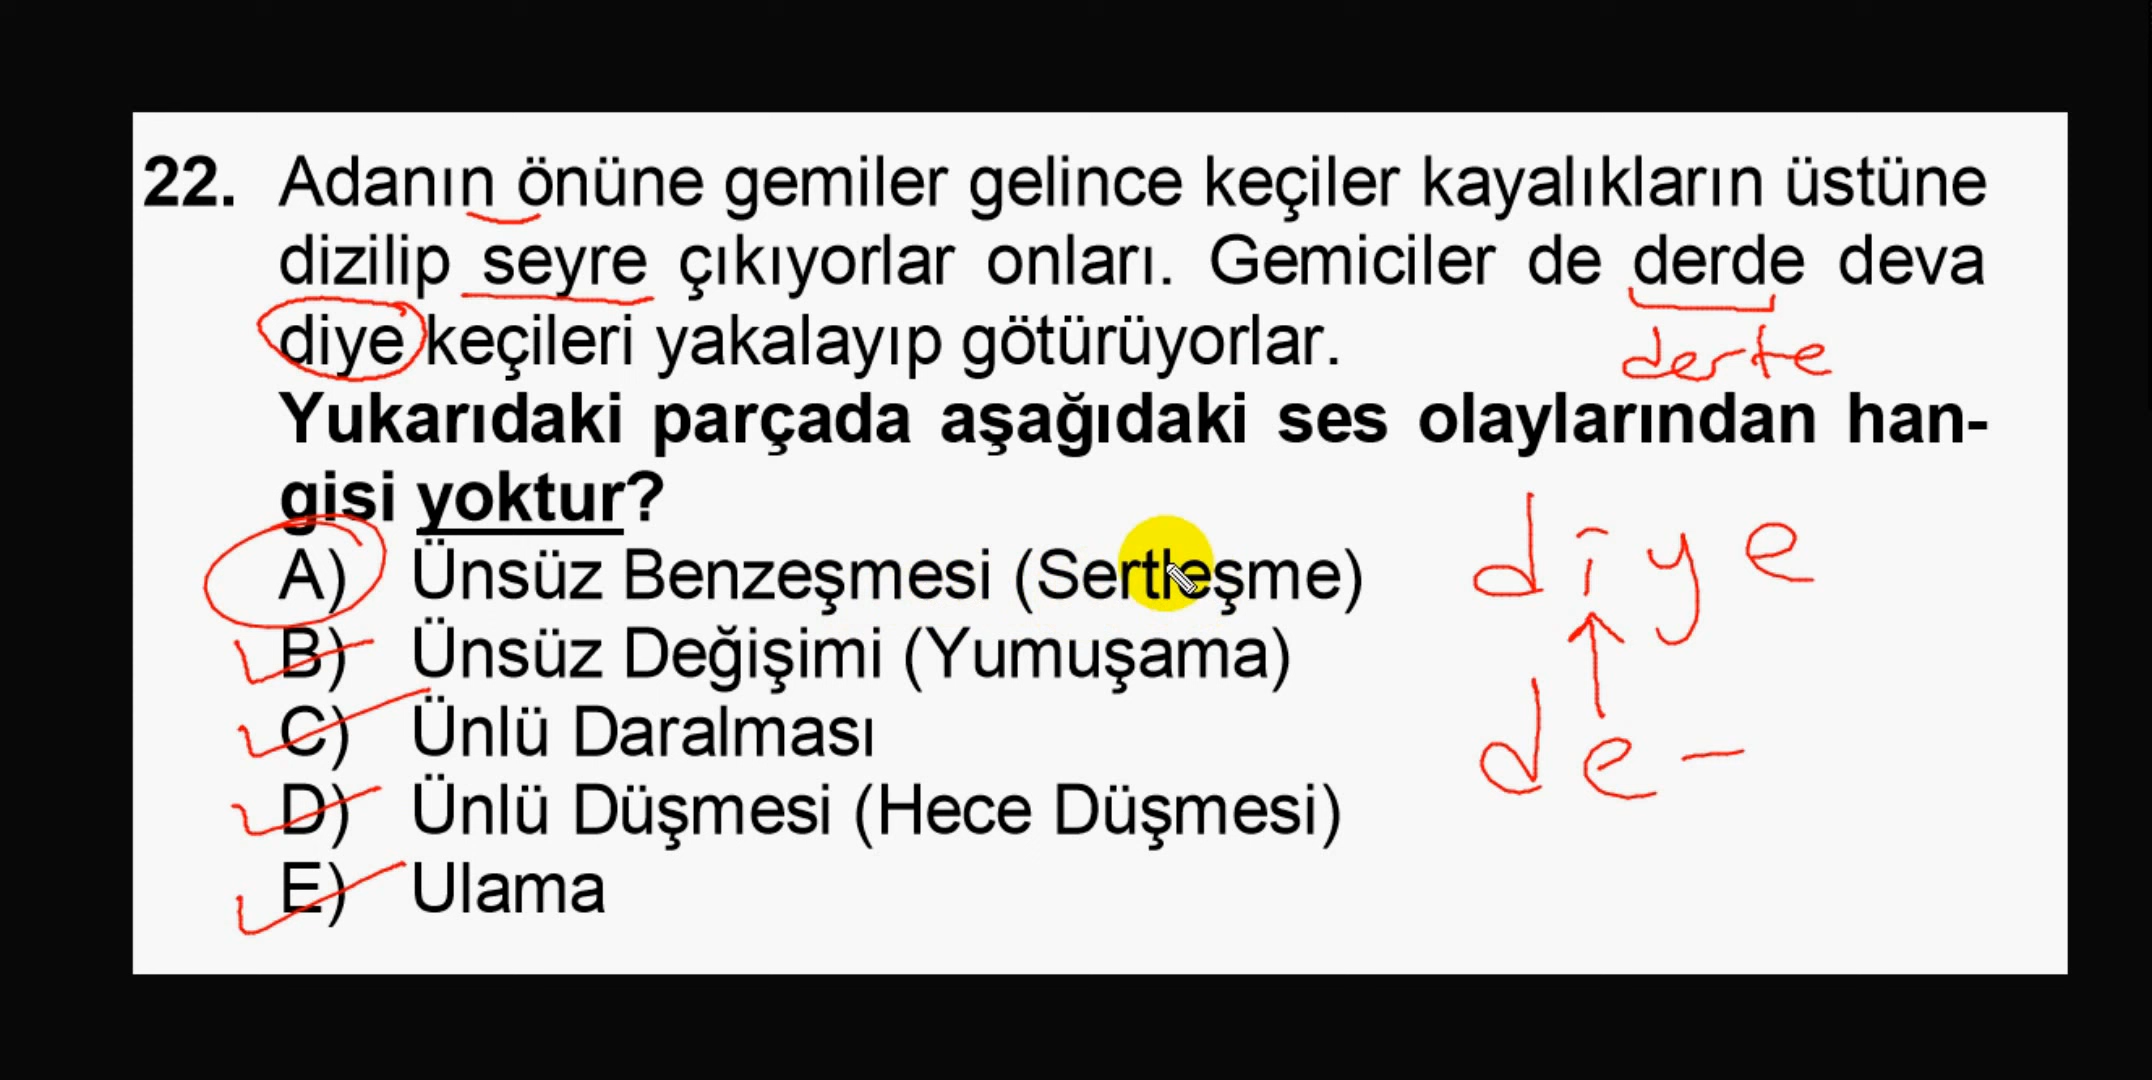 22. Adanın önüne gemiler gelince keçiler kayalıkların üstüne
dizilip seyre çıkıyorlar onları. Gemiciler de derde deva
diye keçileri yakalayıp götürüyorlar.
derte
Yukarıdaki parçada aşağıdaki ses olaylarından han-
gisi yoktur?
A) Ünsüz Benzeşmesi (Sertleşme)
B) Ünsüz Değişimi (Yumuşama)
C) Ünlü Daralması
D) Ünlü Düşmesi (Hece Düşmesi)
E) Ulama
diye
de-